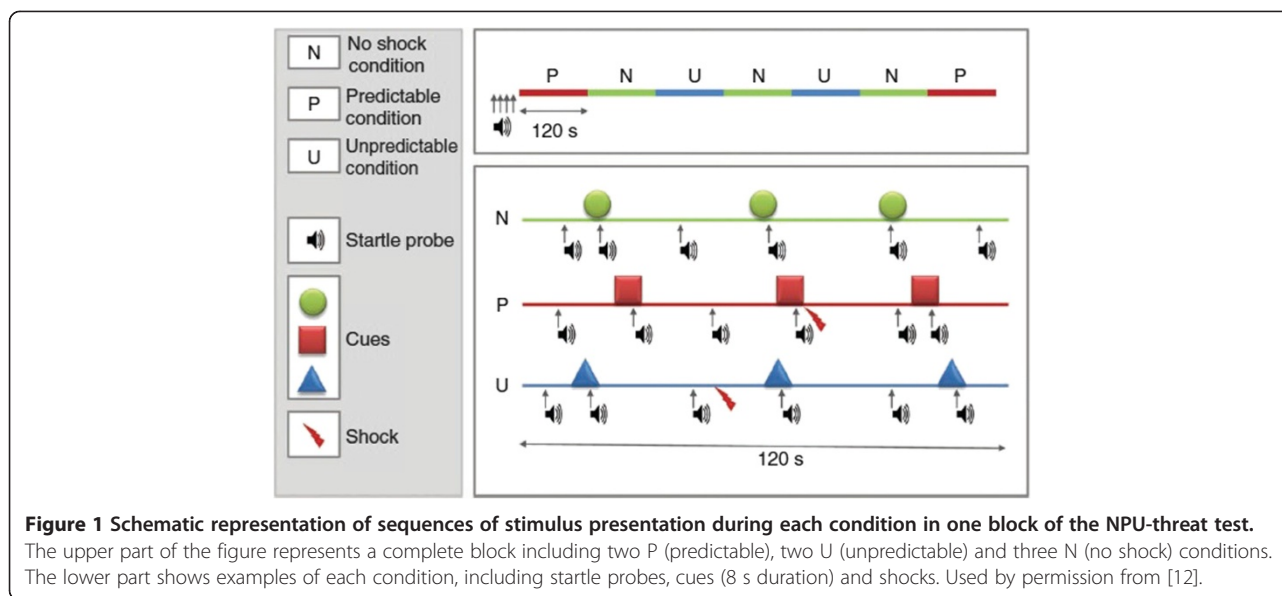 N
No shock
condition
P
Predictable
condition
U
Unpredictable
condition
Startle probe
Cues
Shock
P N U N U N P
120 s
N
P
U
120 s
Figure 1 Schematic representation of sequences of stimulus presentation during each condition in one block of the NPU-threat test.
The upper part of the figure represents a complete block including two P (predictable), two U (unpredictable) and three N (no shock) conditions.
The lower part shows examples of each condition, including startle probes, cues (8 s duration) and shocks. Used by permission from [12].